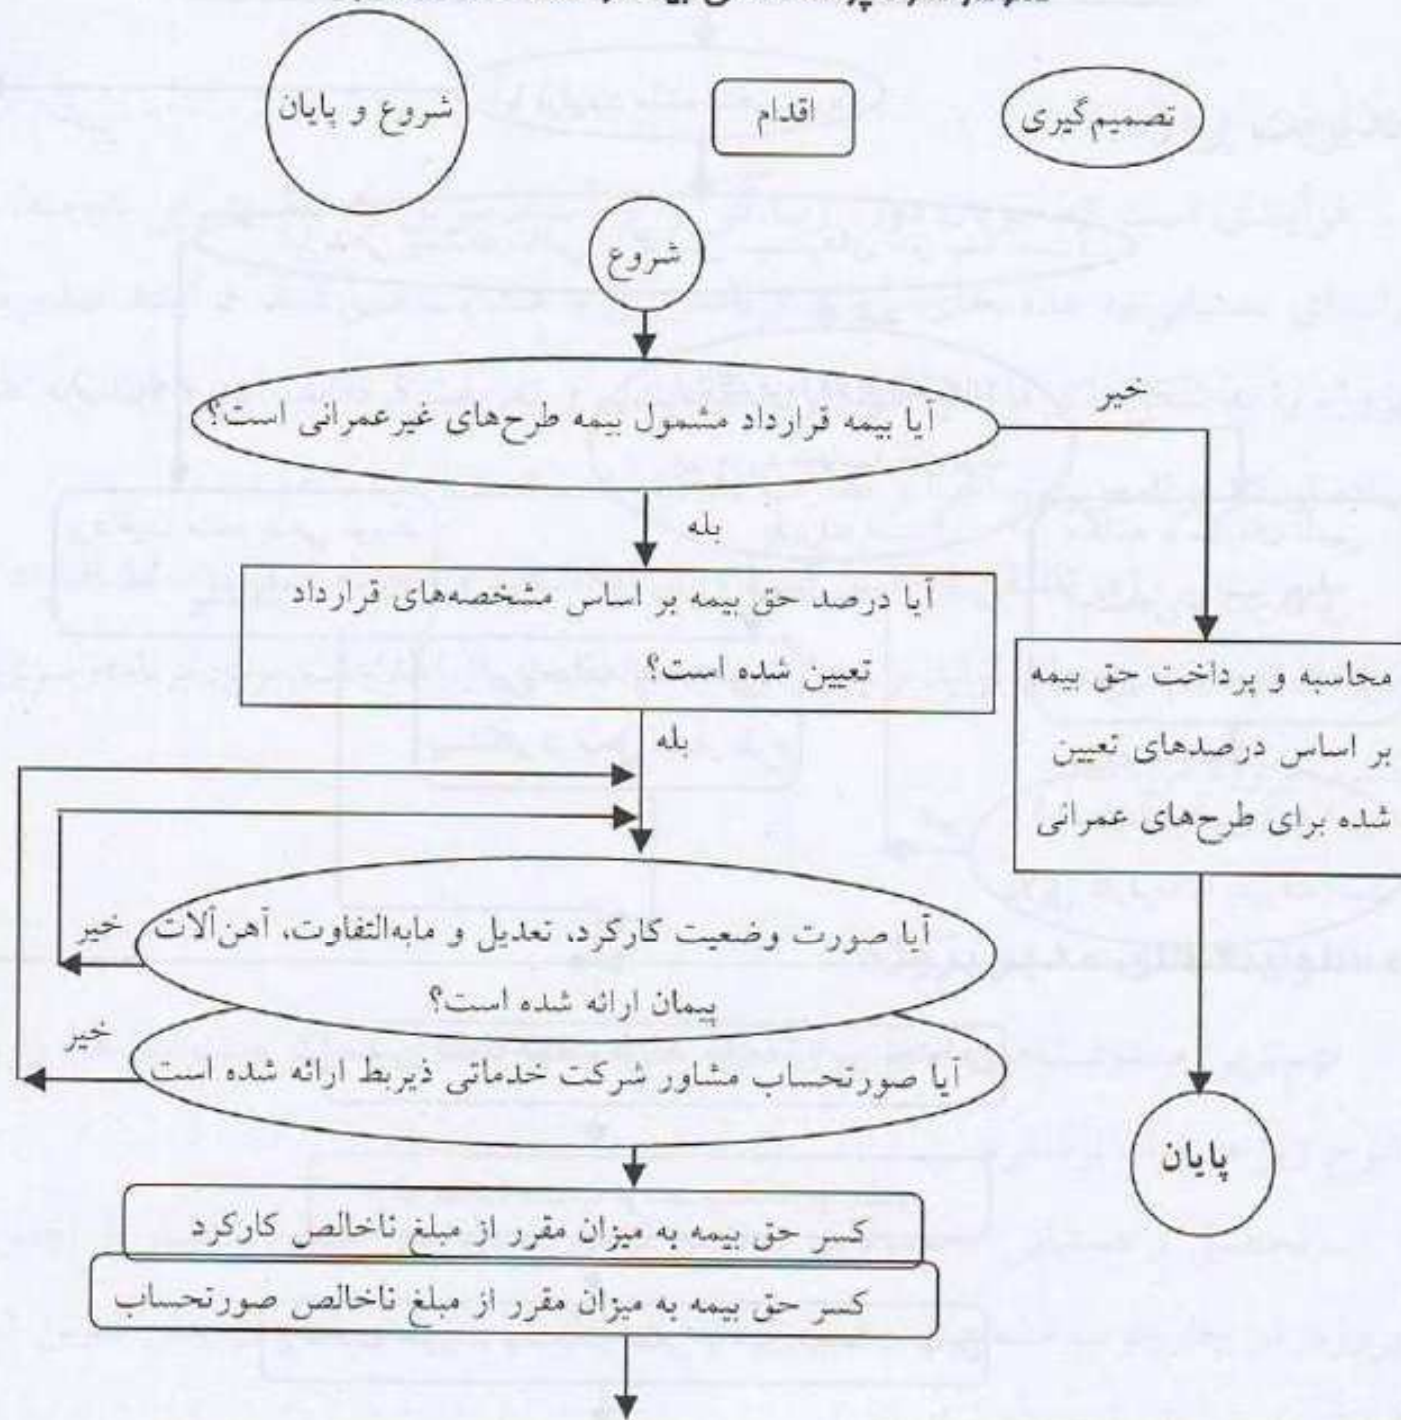 شروع و پایان
اقدام
تصمیم‌گیری
شروع
آیا بیمه قرارداد مشمول بیمه طرح‌های غیرعمرانی است؟
خیر
بله
آیا درصد حق بیمه بر اساس مشخصه‌های قرارداد
تعیین شده است؟
محاسبه و پرداخت حق بیمه
بر اساس درصدهای تعیین
شده برای طرح‌های عمرانی
بله
آیا صورت وضعیت کارکرد، تعدیل و مابه‌التفاوت، آهن‌آلات
پیمان ارائه شده است؟
خیر
آیا صورتحساب مشاور شرکت خدماتی ذیربط ارائه شده است
خیر
پایان
کسر حق بیمه به میزان مقرر از مبلغ ناخالص کارکرد
کسر حق بیمه به میزان مقرر از مبلغ ناخالص صورتحساب